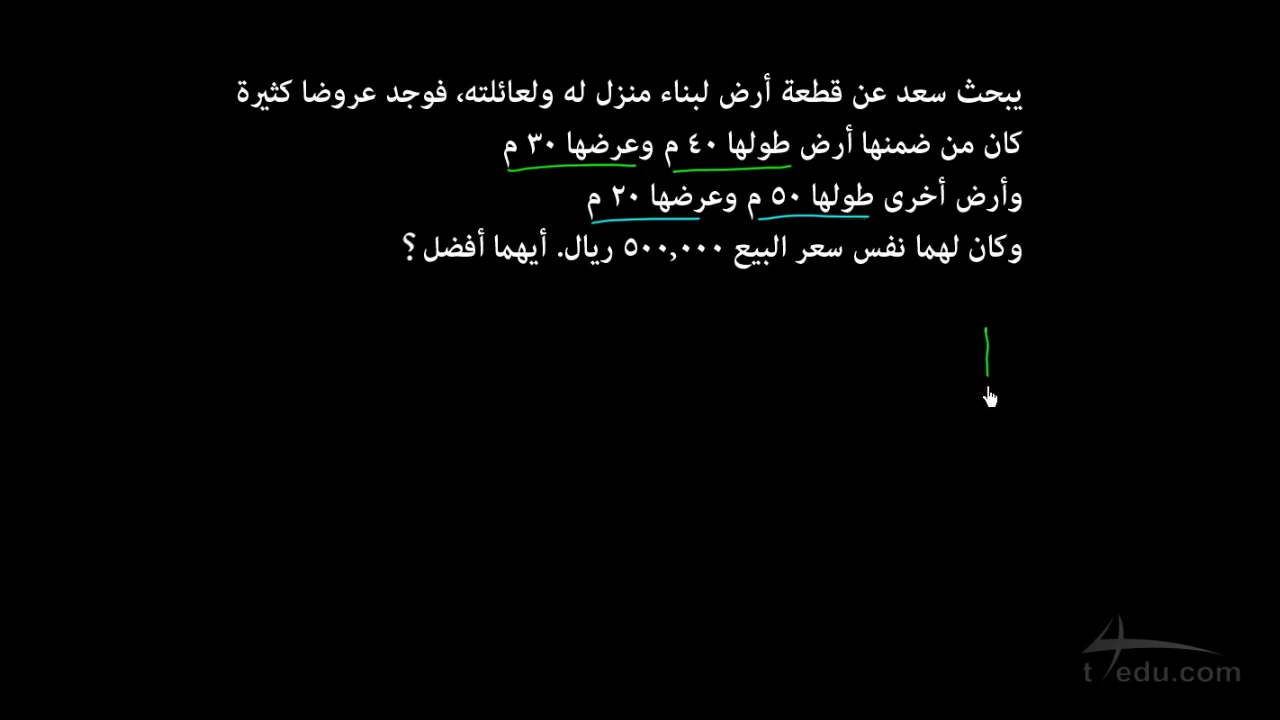 يبحث سعد عن قطعة أرض لبناء منزل له ولعائلته، فوجد عروضا كثيرة
كان من ضمنها أرض طولها ٤٠ م وعرضها ٣٠ م
وأرض أخرى طولها ٥٠ م وعرضها ٢٠ م
وكان لهما نفس سعر البيع ٥٠٠,٠٠٠ ريال. أيهما أفضل ؟
t4edu.com